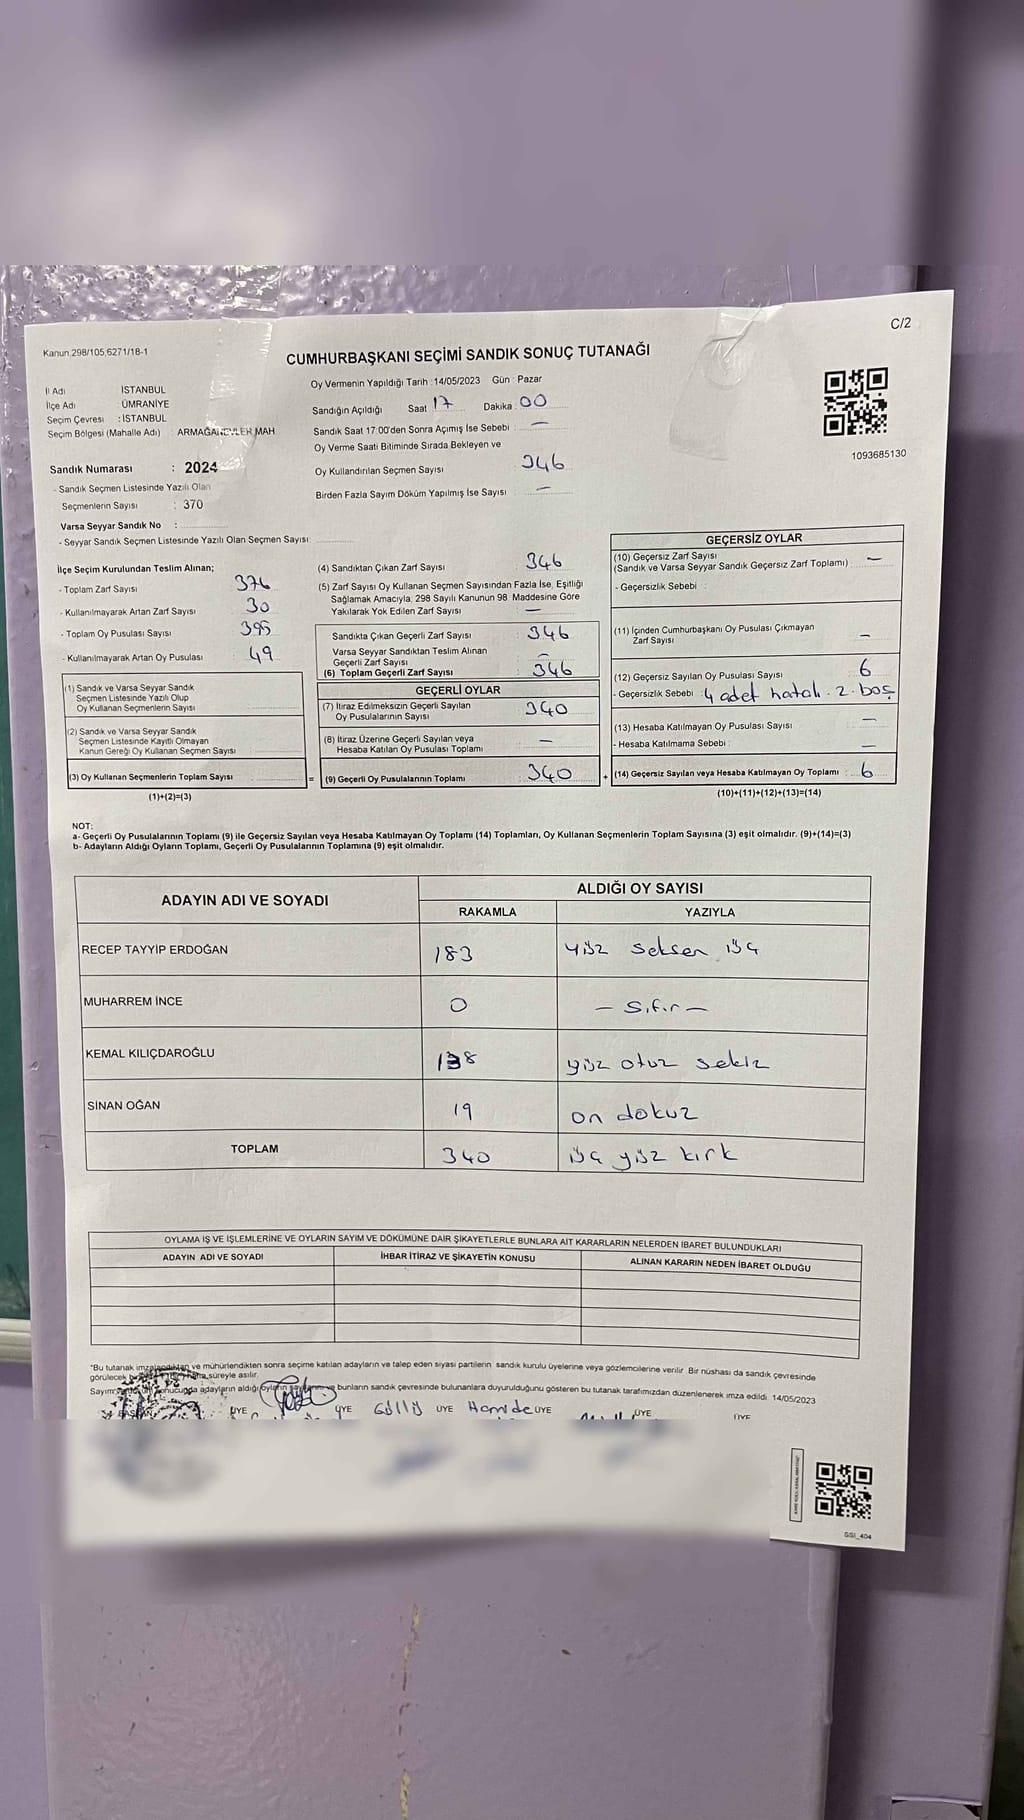 C/2
Kanun 298/105,6271/18-1
CUMHURBAŞKANI SEÇİMİ SANDIK SONUÇ TUTANAĞI
İl Adı İSTANBUL
İlçe Adı : ÜMRANİYE
Seçim Çevresi : İSTANBUL
Seçim Bölgesi (Mahalle Adı) : ARMAĞANEVLER MAH
Sandık Numarası : 2024
- Sandık Seçmen Listesinde Yazılı Olan
Seçmenlerin Sayısı : 370
Varsa Seyyar Sandık No :
- Seyyar Sandık Seçmen Listesinde Yazılı Olan Seçmen Sayısı:
Oy Vermenin Yapıldığı Tarih : 14/05/2023 Gün : Pazar
Sandığın Açıldığı Saat 17 Dakika : 00
Sandık Saat 17:00'den Sonra Açımış İse Sebebi : —
Oy Verme Saati Bitiminde Sırada Bekleyen ve
Oy Kullandırılan Seçmen Sayısı : 346
Birden Fazla Sayım Döküm Yapılmış İse Sayısı : —
1093685130
İlçe Seçim Kurulundan Teslim Alınan;
- Toplam Zarf Sayısı 376
- Kullanılmayarak Artan Zarf Sayısı 30
- Toplam Oy Pusulası Sayısı 395
- Kullanılmayarak Artan Oy Pusulası : 49
(1) Sandık ve Varsa Seyyar Sandık
Seçmen Listesinde Yazılı Olup
Oy Kullanan Seçmenlerin Sayısı :
(2) Sandık ve Varsa Seyyar Sandık
Seçmen Listesinde Kayıtlı Olmayan
Kanun Gereği Oy Kullanan Seçmen Sayısı :
(3) Oy Kullanan Seçmenlerin Toplam Sayısı :
(1)+(2)=(3)
(4) Sandıktan Çıkan Zarf Sayısı : 346
(5) Zarf Sayısı Oy Kullanan Seçmen Sayısından Fazla İse, Eşitliği
Sağlamak Amacıyla, 298 Sayılı Kanunun 98. Maddesine Göre
Yakılarak Yok Edilen Zarf Sayısı : —
Sandıkta Çıkan Geçerli Zarf Sayısı : 346
Varsa Seyyar Sandıktan Teslim Alınan
Geçerli Zarf Sayısı : —
(6) Toplam Geçerli Zarf Sayısı : 346
GEÇERLİ OYLAR
(7) İtiraz Edilmeksizin Geçerli Sayılan
Oy Pusulalarının Sayısı : 340
(8) İtiraz Üzerine Geçerli Sayılan veya
Hesaba Katılan Oy Pusulası Toplamı : —
= (9) Geçerli Oy Pusulalarının Toplamı : 340 +
GEÇERSİZ OYLAR
(10) Geçersiz Zarf Sayısı
(Sandık ve Varsa Seyyar Sandık Geçersiz Zarf Toplamı) : —
- Geçersizlik Sebebi :
(11) İçinden Cumhurbaşkanı Oy Pusulası Çıkmayan
Zarf Sayısı : —
(12) Geçersiz Sayılan Oy Pusulası Sayısı : 6
- Geçersizlik Sebebi : 4 adet hatalı. 2. boş
(13) Hesaba Katılmayan Oy Pusulası Sayısı : —
- Hesaba Katılmama Sebebi : —
(14) Geçersiz Sayılan veya Hesaba Katılmayan Oy Toplamı : 6
(10)+(11)+(12)+(13)=(14)
NOT:
a- Geçerli Oy Pusulalarının Toplamı (9) ile Geçersiz Sayılan veya Hesaba Katılmayan Oy Toplamı (14) Toplamları, Oy Kullanan Seçmenlerin Toplam Sayısına (3) eşit olmalıdır. (9)+(14)=(3)
b- Adayların Aldığı Oyların Toplamı, Geçerli Oy Pusulalarının Toplamına (9) eşit olmalıdır.
ADAYIN ADI VE SOYADI ALDIĞI OY SAYISI
RAKAMLA YAZIYLA
RECEP TAYYİP ERDOĞAN 183 yüz seksen üç
MUHARREM İNCE 0 — sıfır —
KEMAL KILIÇDAROĞLU 138 yüz otuz sekiz
SİNAN OĞAN 19 on dokuz
TOPLAM 340 üç yüz kırk
OYLAMA İŞ VE İŞLEMLERİNE VE OYLARIN SAYIM VE DÖKÜMÜNE DAİR ŞİKAYETLERLE BUNLARA AİT KARARLARIN NELERDEN İBARET BULUNDUKLARI
ADAYIN ADI VE SOYADI İHBAR İTİRAZ VE ŞİKAYETİN KONUSU ALINAN KARARIN NEDEN İBARET OLDUĞU
*Bu tutanak imzalandıktan ve mühürlendikten sonra seçime katılan adayların ve talep eden siyasi partilerin sandık kurulu üyelerine veya gözlemcilerine verilir. Bir nüshası da sandık çevresinde
görülecek süreyle asılır.
Sayım konucunda adayların aldığı oyların ve bunların sandık çevresinde bulunanlara duyurulduğunu gösteren bu tutanak tarafımızdan düzenlenerek imza edildi. 14/05/2023
BAŞKAN ÜYE ÜYE Güllü ÜYE Hamide ÜYE ÜYE ÜYE
SSI_404